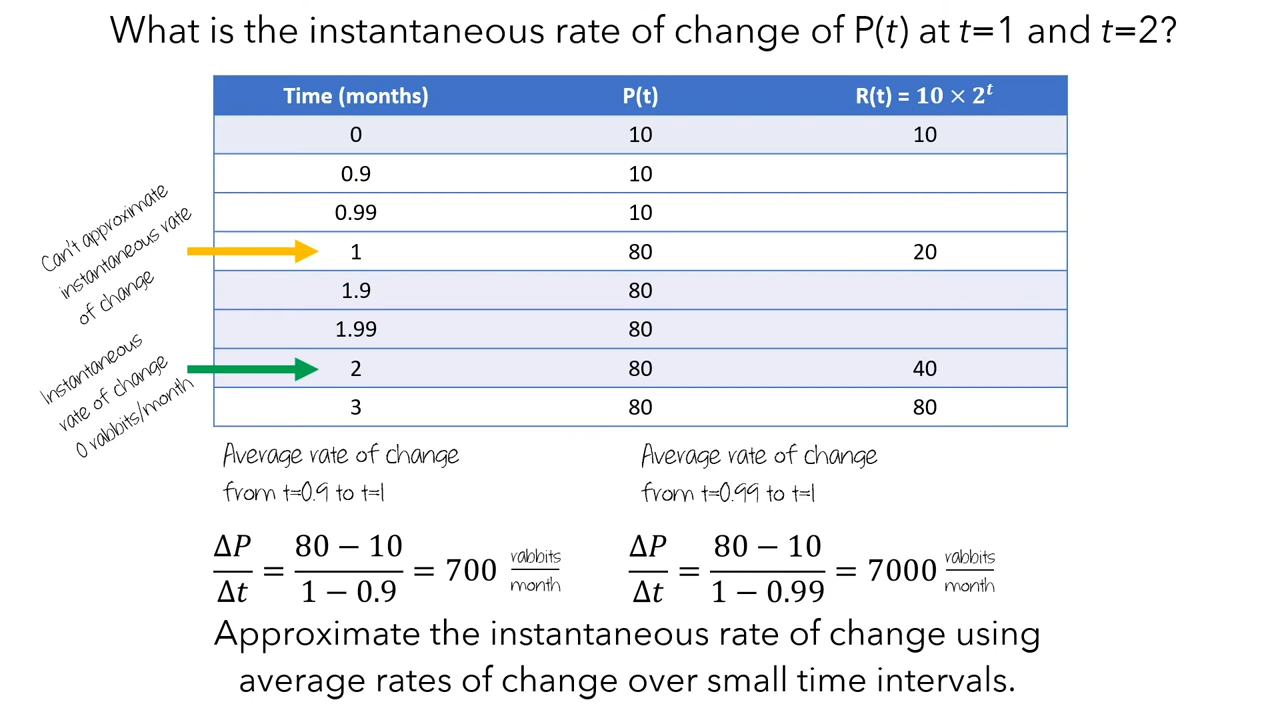 What is the instantaneous rate of change of P(t) at t=1 and t=2?
Time (months) P(t) R(t) = 10 × 2^t
0 10 10
0.9 10
0.99 10
1 80 20
1.9 80
1.99 80
2 80 40
3 80 80
Can't approximate
instantaneous rate
of change
Instantaneous
rate of change
0 rabbits/month
Average rate of change
from t=0.9 to t=1
ΔP/Δt = (80 − 10)/(1 − 0.9) = 700 rabbits/month
Average rate of change
from t=0.99 to t=1
ΔP/Δt = (80 − 10)/(1 − 0.99) = 7000 rabbits/month
Approximate the instantaneous rate of change using
average rates of change over small time intervals.